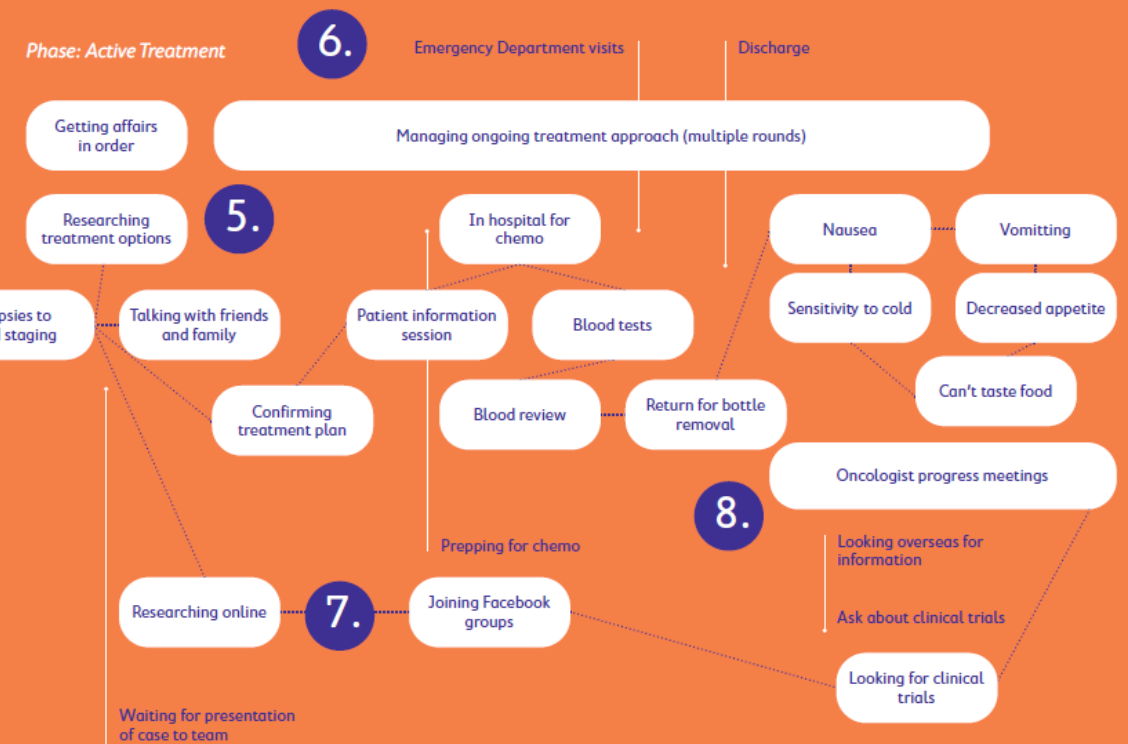 Phase: Active Treatment
6.
Emergency Department visits
Discharge
Getting affairs
in order
Managing ongoing treatment approach (multiple rounds)
Researching
treatment options
5.
In hospital for
chemo
Nausea
Vomitting
psies to
staging
Talking with friends
and family
Patient information
session
Blood tests
Sensitivity to cold
Decreased appetite
Confirming
treatment plan
Blood review
Return for bottle
removal
Can't taste food
Oncologist progress meetings
8.
Prepping for chemo
Looking overseas for
information
Researching online
7.
Joining Facebook
groups
Ask about clinical trials
Looking for clinical
trials
Waiting for presentation
of case to team